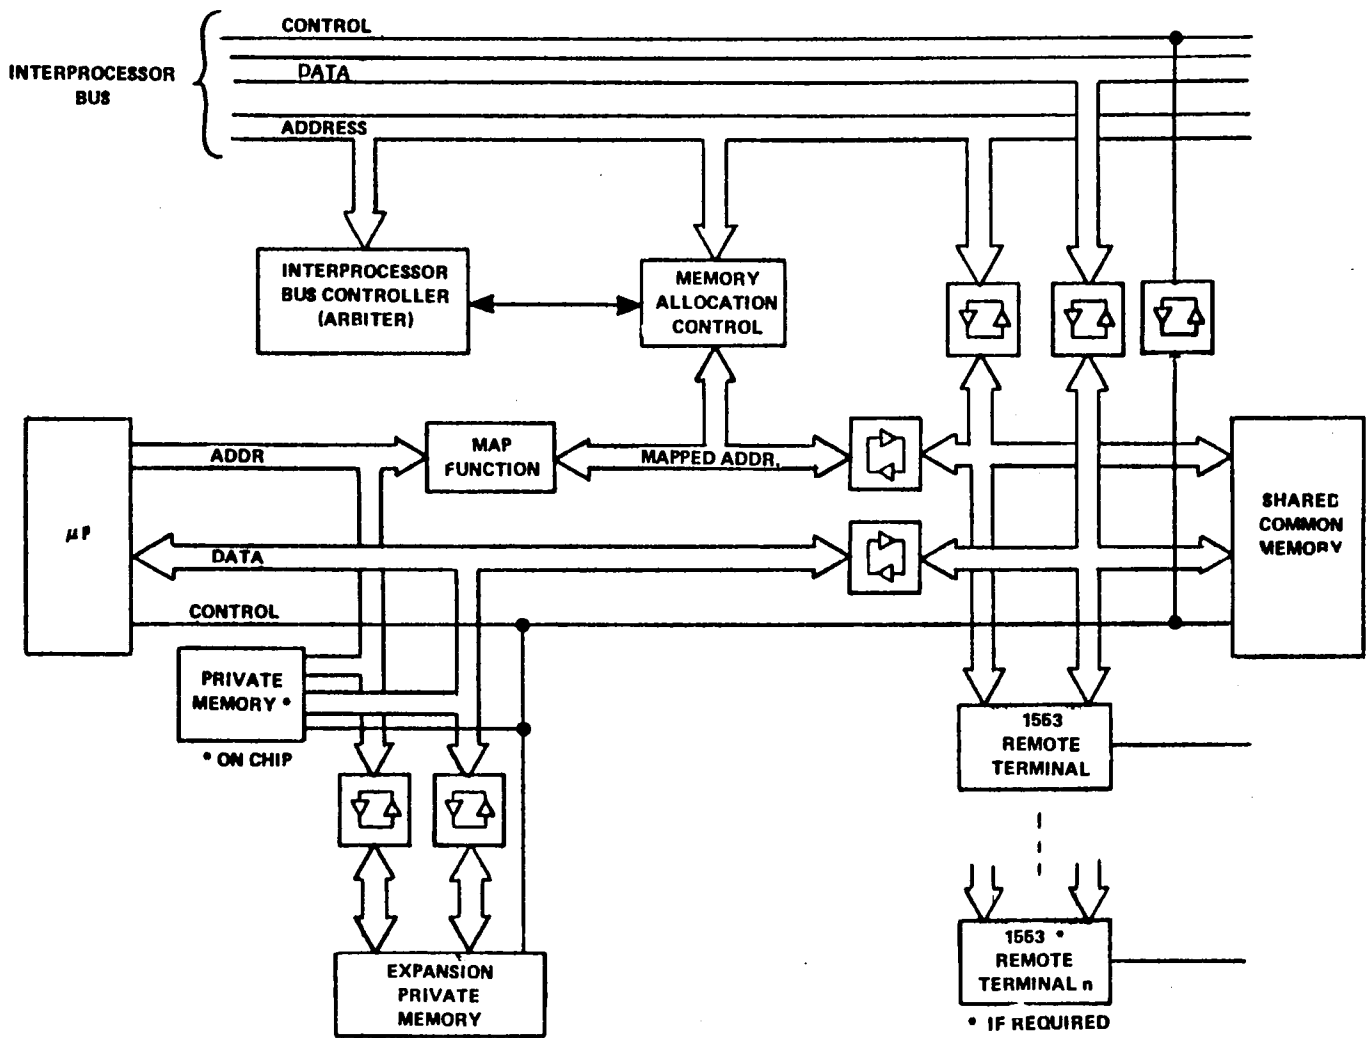 CONTROL
INTERPROCESSOR
BUS
DATA
ADDRESS
INTERPROCESSOR
BUS CONTROLLER
(ARBITER)
MEMORY
ALLOCATION
CONTROL
µP
ADDR
MAP
FUNCTION
MAPPED ADDR.
SHARED
COMMON
MEMORY
DATA
CONTROL
PRIVATE
MEMORY *
* ON CHIP
1553
REMOTE
TERMINAL
EXPANSION
PRIVATE
MEMORY
1553 *
REMOTE
TERMINAL n
* IF REQUIRED